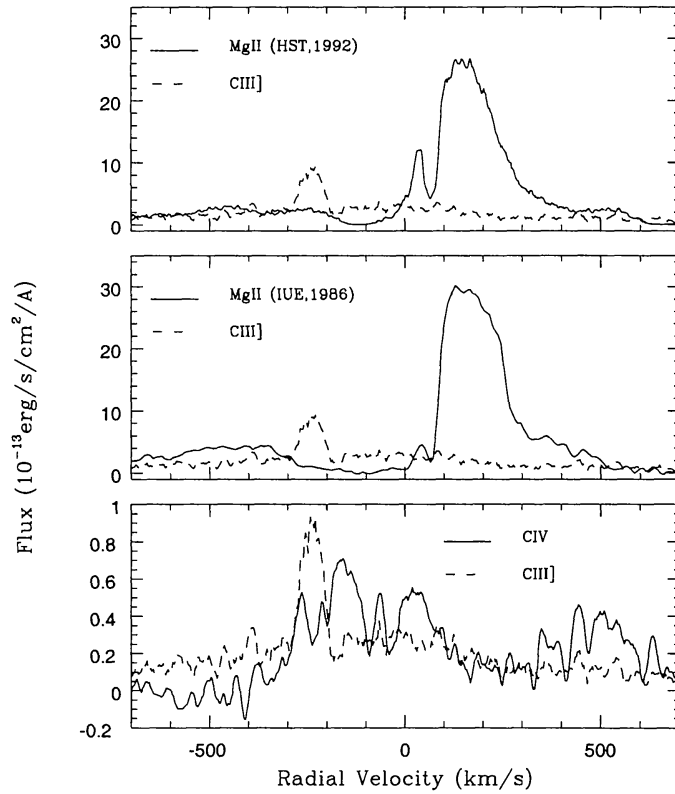 MgII (HST,1992)
CIII]
30
20
10
0
MgII (IUE,1986)
CIII]
30
20
10
0
CIV
CIII]
1
0.8
0.6
0.4
0.2
0
-0.2
-500
0
500
Flux (10⁻¹³erg/s/cm²/A)
Radial Velocity (km/s)